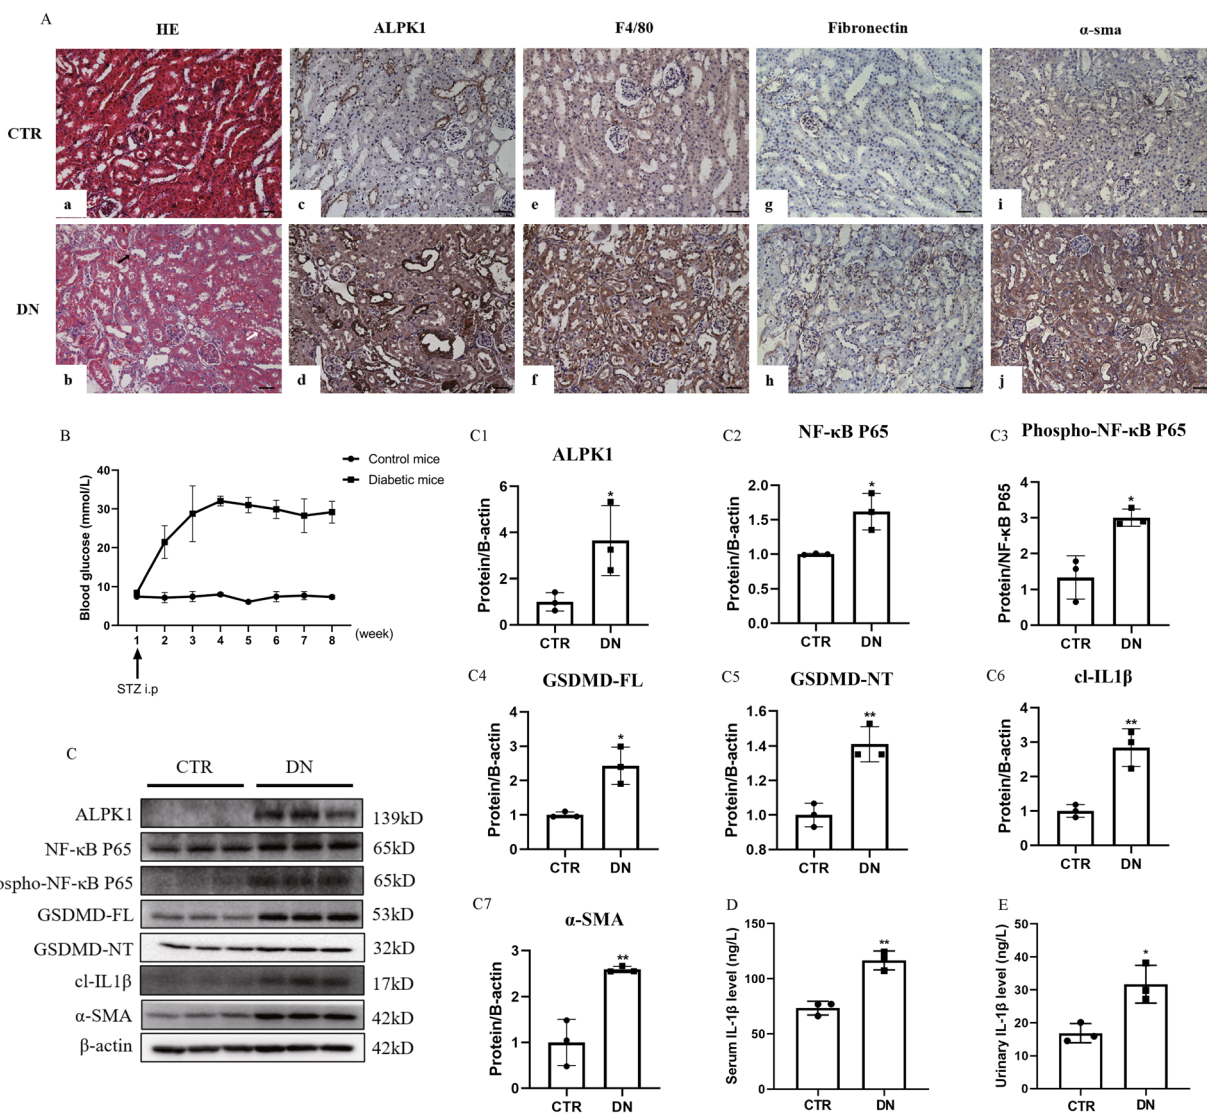 A
HE ALPK1 F4/80 Fibronectin α-sma
CTR
a c e g i
DN
b d f h j
B
Control mice
Diabetic mice
Blood glucose (mmol/L)
40
30
20
10
0
1 2 3 4 5 6 7 8 (week)
STZ i.p
C1
ALPK1
Protein/B-actin
6
4
2
0
*
CTR DN
C2
NF-κB P65
Protein/B-actin
2.0
1.5
1.0
0.5
0.0
*
CTR DN
C3
Phospho-NF-κB P65
Protein/NF-κB P65
4
3
2
1
0
*
CTR DN
C4
GSDMD-FL
Protein/B-actin
4
3
2
1
0
*
CTR DN
C5
GSDMD-NT
Protein/B-actin
1.6
1.4
1.2
1.0
0.8
**
CTR DN
C6
cl-IL1β
Protein/B-actin
4
3
2
1
0
**
CTR DN
C
CTR DN
ALPK1 139kD
NF-κB P65 65kD
ospho-NF-κB P65 65kD
GSDMD-FL 53kD
GSDMD-NT 32kD
cl-IL1β 17kD
α-SMA 42kD
β-actin 42kD
C7
α-SMA
Protein/B-actin
3
2
1
0
**
CTR DN
D
Serum IL-1β level (ng/L)
150
100
50
0
**
CTR DN
E
Urinary IL-1β level (ng/L)
50
40
30
20
10
0
*
CTR DN